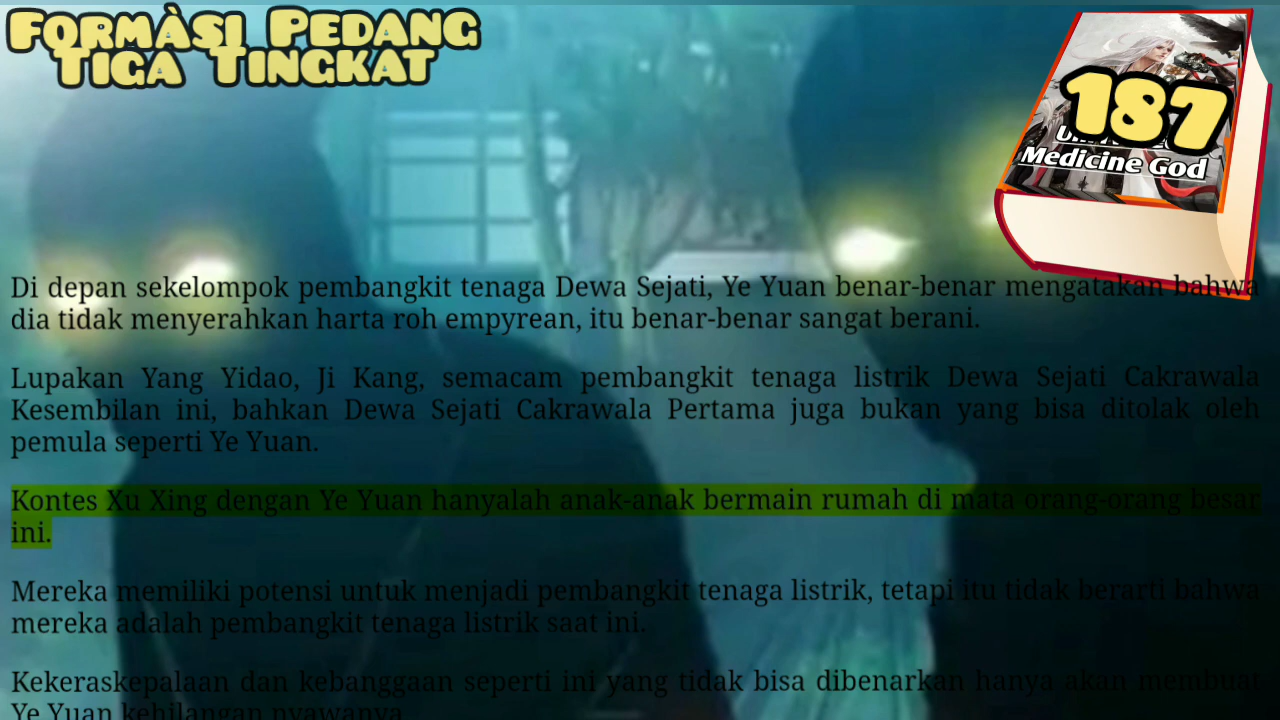 FORMÀSI PEDANG
TIGA TINGKAT
187
Medicine God
Di depan sekelompok pembangkit tenaga Dewa Sejati, Ye Yuan benar-benar mengatakan bahwa
dia tidak menyerahkan harta roh empyrean, itu benar-benar sangat berani.
Lupakan Yang Yidao, Ji Kang, semacam pembangkit tenaga listrik Dewa Sejati Cakrawala
Kesembilan ini, bahkan Dewa Sejati Cakrawala Pertama juga bukan yang bisa ditolak oleh
pemula seperti Ye Yuan.
Kontes Xu Xing dengan Ye Yuan hanyalah anak-anak bermain rumah di mata orang-orang besar
ini.
Mereka memiliki potensi untuk menjadi pembangkit tenaga listrik, tetapi itu tidak berarti bahwa
mereka adalah pembangkit tenaga listrik saat ini.
Kekeraskepalaan dan kebanggaan seperti ini yang tidak bisa dibenarkan hanya akan membuat
Ye Yuan kehilangan nyawanya.